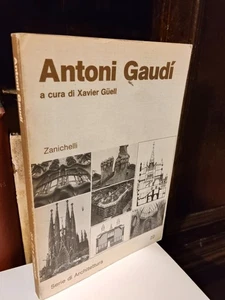 Antoni Gaudí
a cura di Xavier Güell
Zanichelli
Serie di Architettura